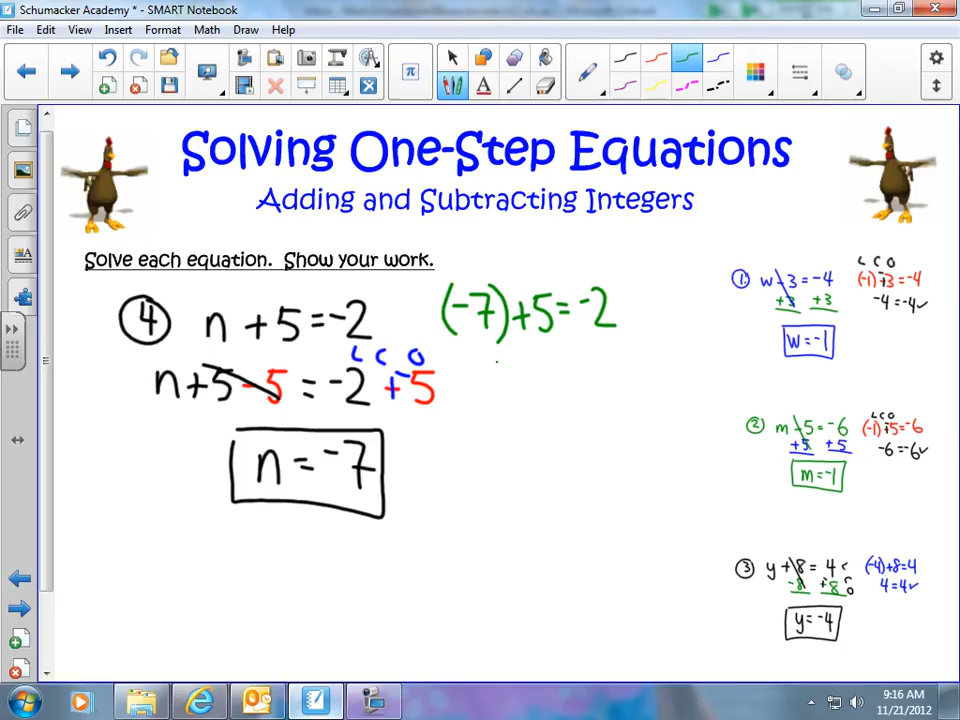 Schumacker Academy * - SMART Notebook
File Edit View Insert Format Math Draw Help
π
A
Solving One-Step Equations
Adding and Subtracting Integers
Solve each equation. Show your work.
④ n + 5 = -2 (-7) + 5 = -2
L C O
n + 5 - 5 = -2 + -5
n = -7
① w - 3 = -4
+3 +3
w = -1
L C O
(-1) + -3 = -4
-4 = -4 ✓
② m - 5 = -6
+5 +5
m = -1
L C O
(-1) + -5 = -6
-6 = -6 ✓
③ y + 8 = 4 L
-8 + -8 C O
y = -4
(-4) + 8 = 4
4 = 4 ✓
9:16 AM
11/21/2012